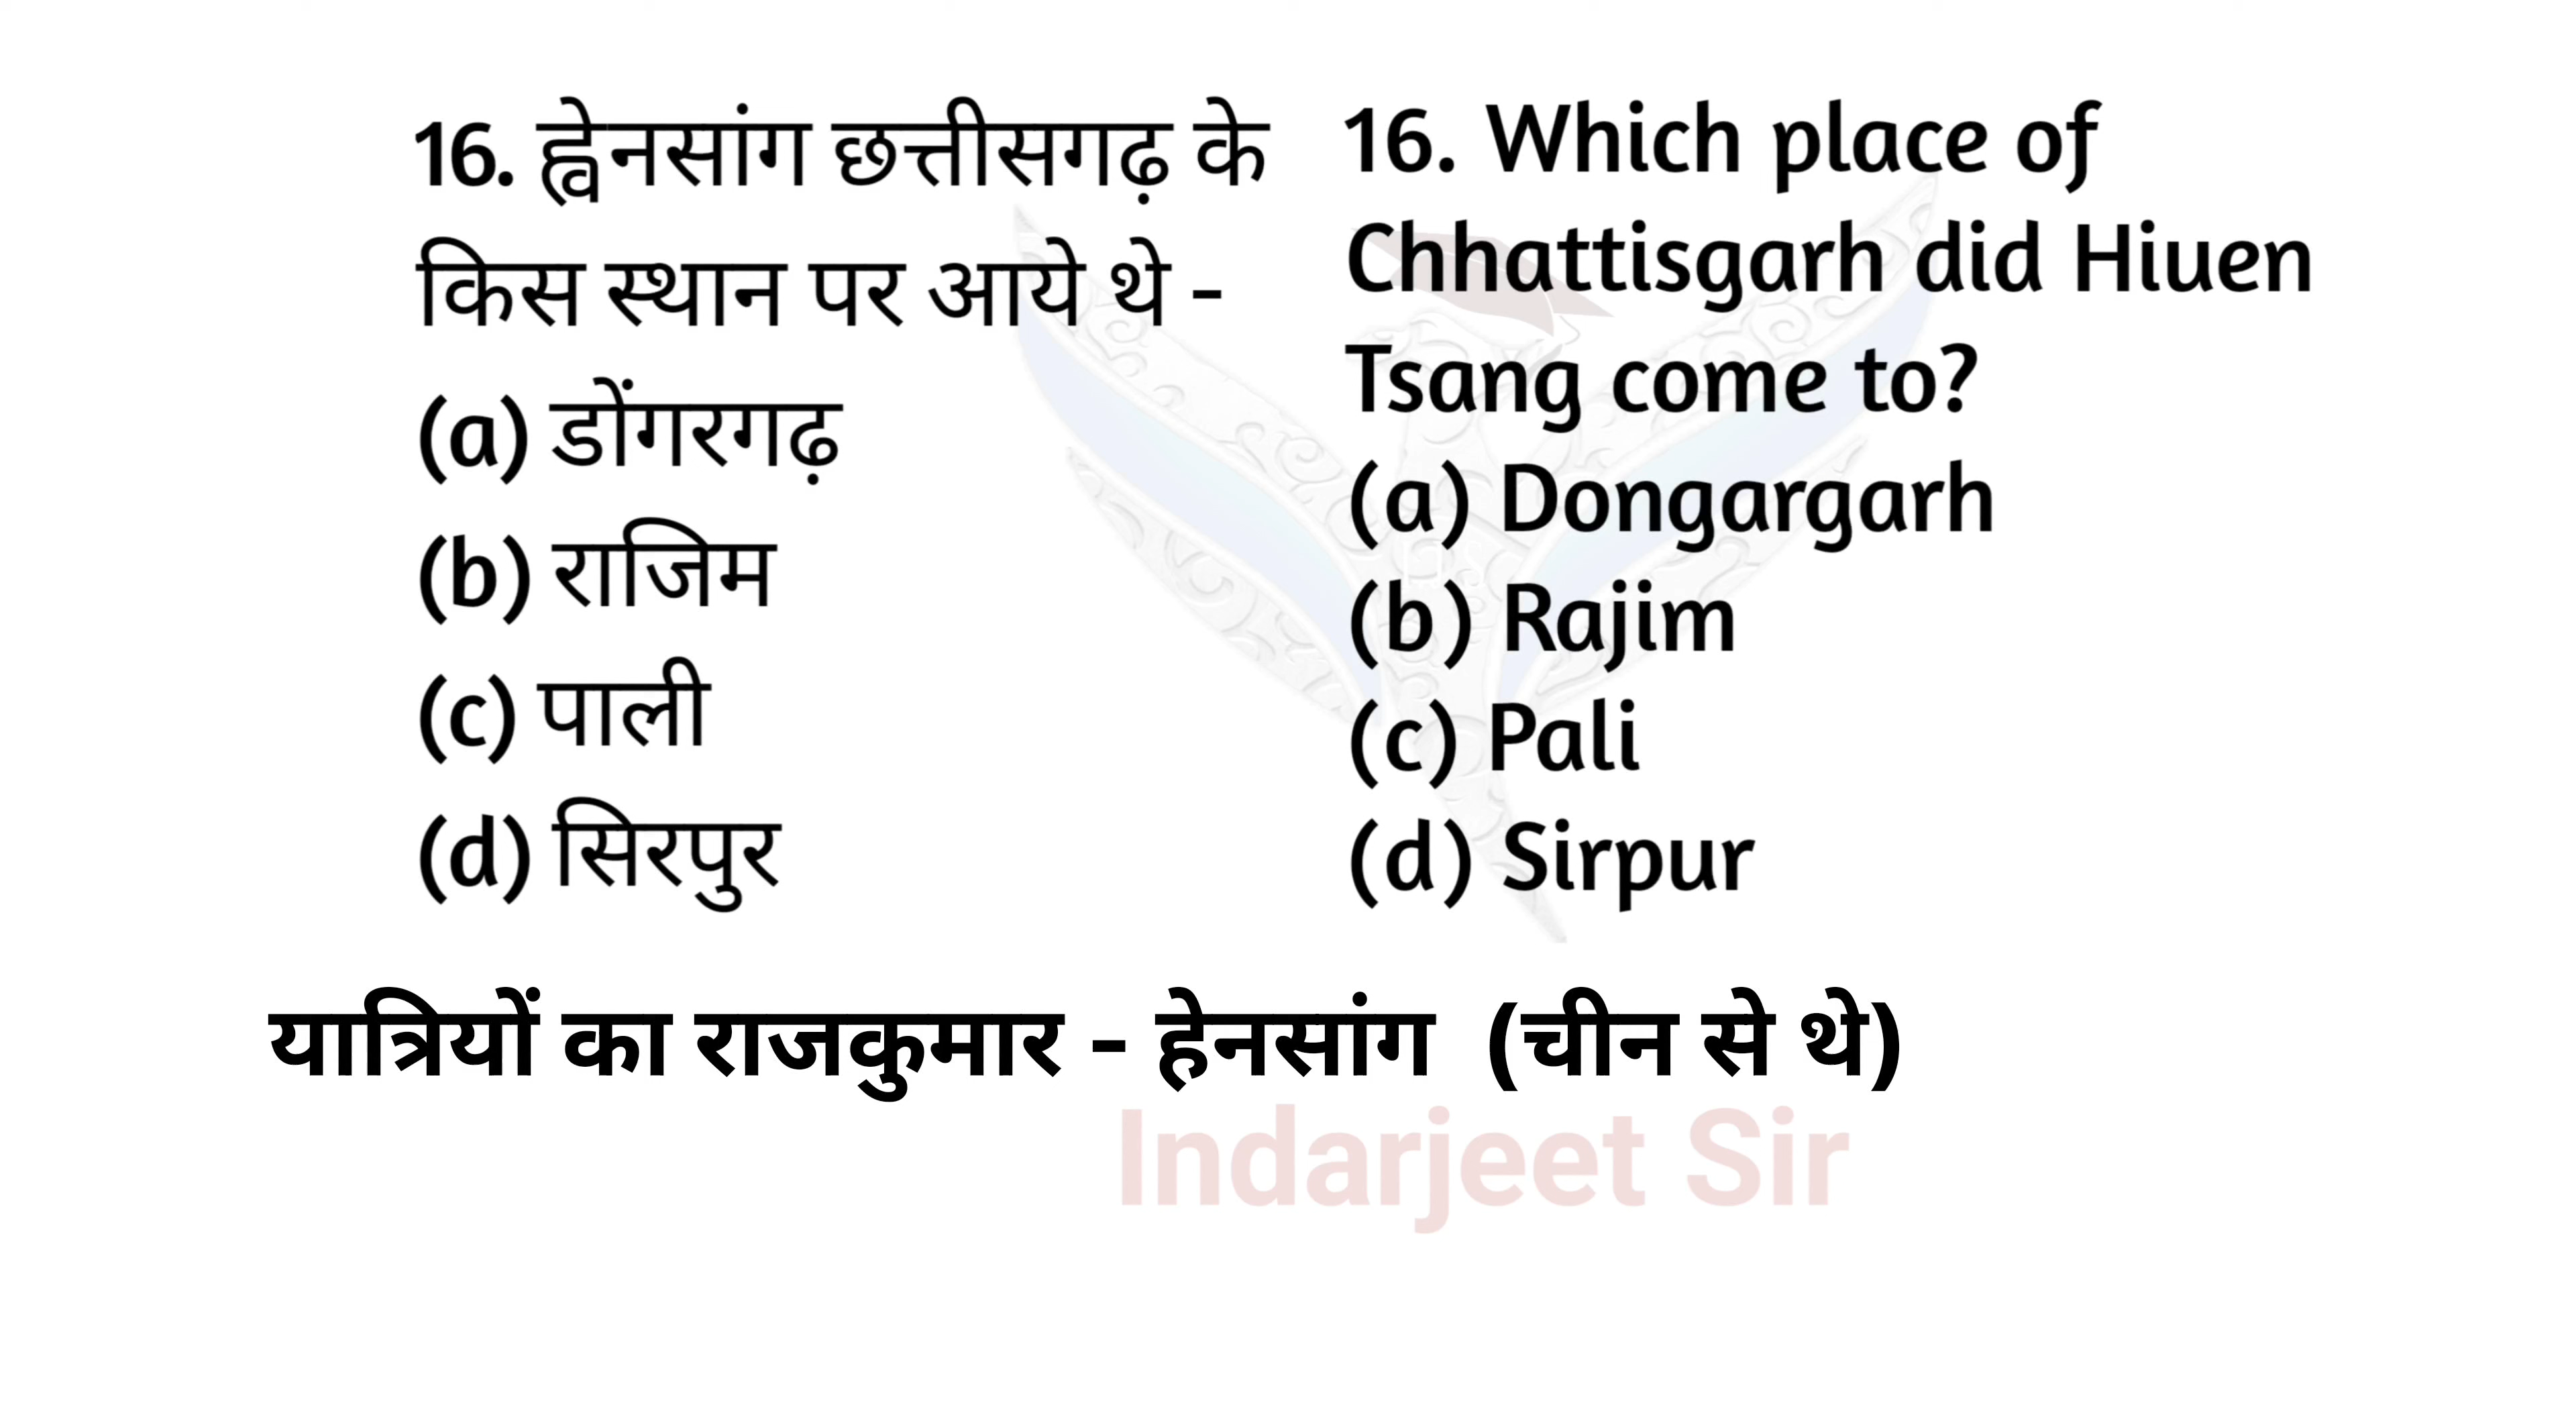 16. ह्वेनसांग छत्तीसगढ़ के
किस स्थान पर आये थे -
(a) डोंगरगढ़
(b) राजिम
(c) पाली
(d) सिरपुर
16. Which place of
Chhattisgarh did Hiuen
Tsang come to?
(a) Dongargarh
(b) Rajim
(c) Pali
(d) Sirpur
यात्रियों का राजकुमार - हेनसांग (चीन से थे)
Indarjeet Sir